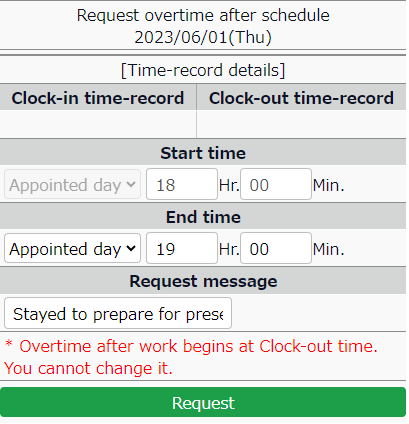 Request overtime after schedule
2023/06/01(Thu)
[Time-record details]
Clock-in time-record Clock-out time-record
Start time
Appointed day 18 Hr. 00 Min.
End time
Appointed day 19 Hr. 00 Min.
Request message
Stayed to prepare for prese
* Overtime after work begins at Clock-out time.
You cannot change it.
Request